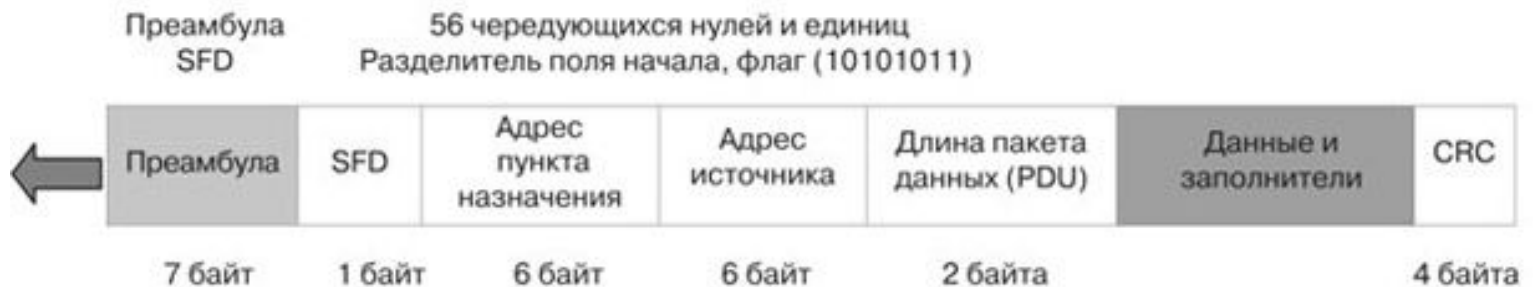 Преамбула 56 чередующихся нулей и единиц
SFD Разделитель поля начала, флаг (10101011)
Преамбула
SFD
Адрес
пункта
назначения
Адрес
источника
Длина пакета
данных (PDU)
Данные и
заполнители
CRC
7 байт 1 байт 6 байт 6 байт 2 байта 4 байта